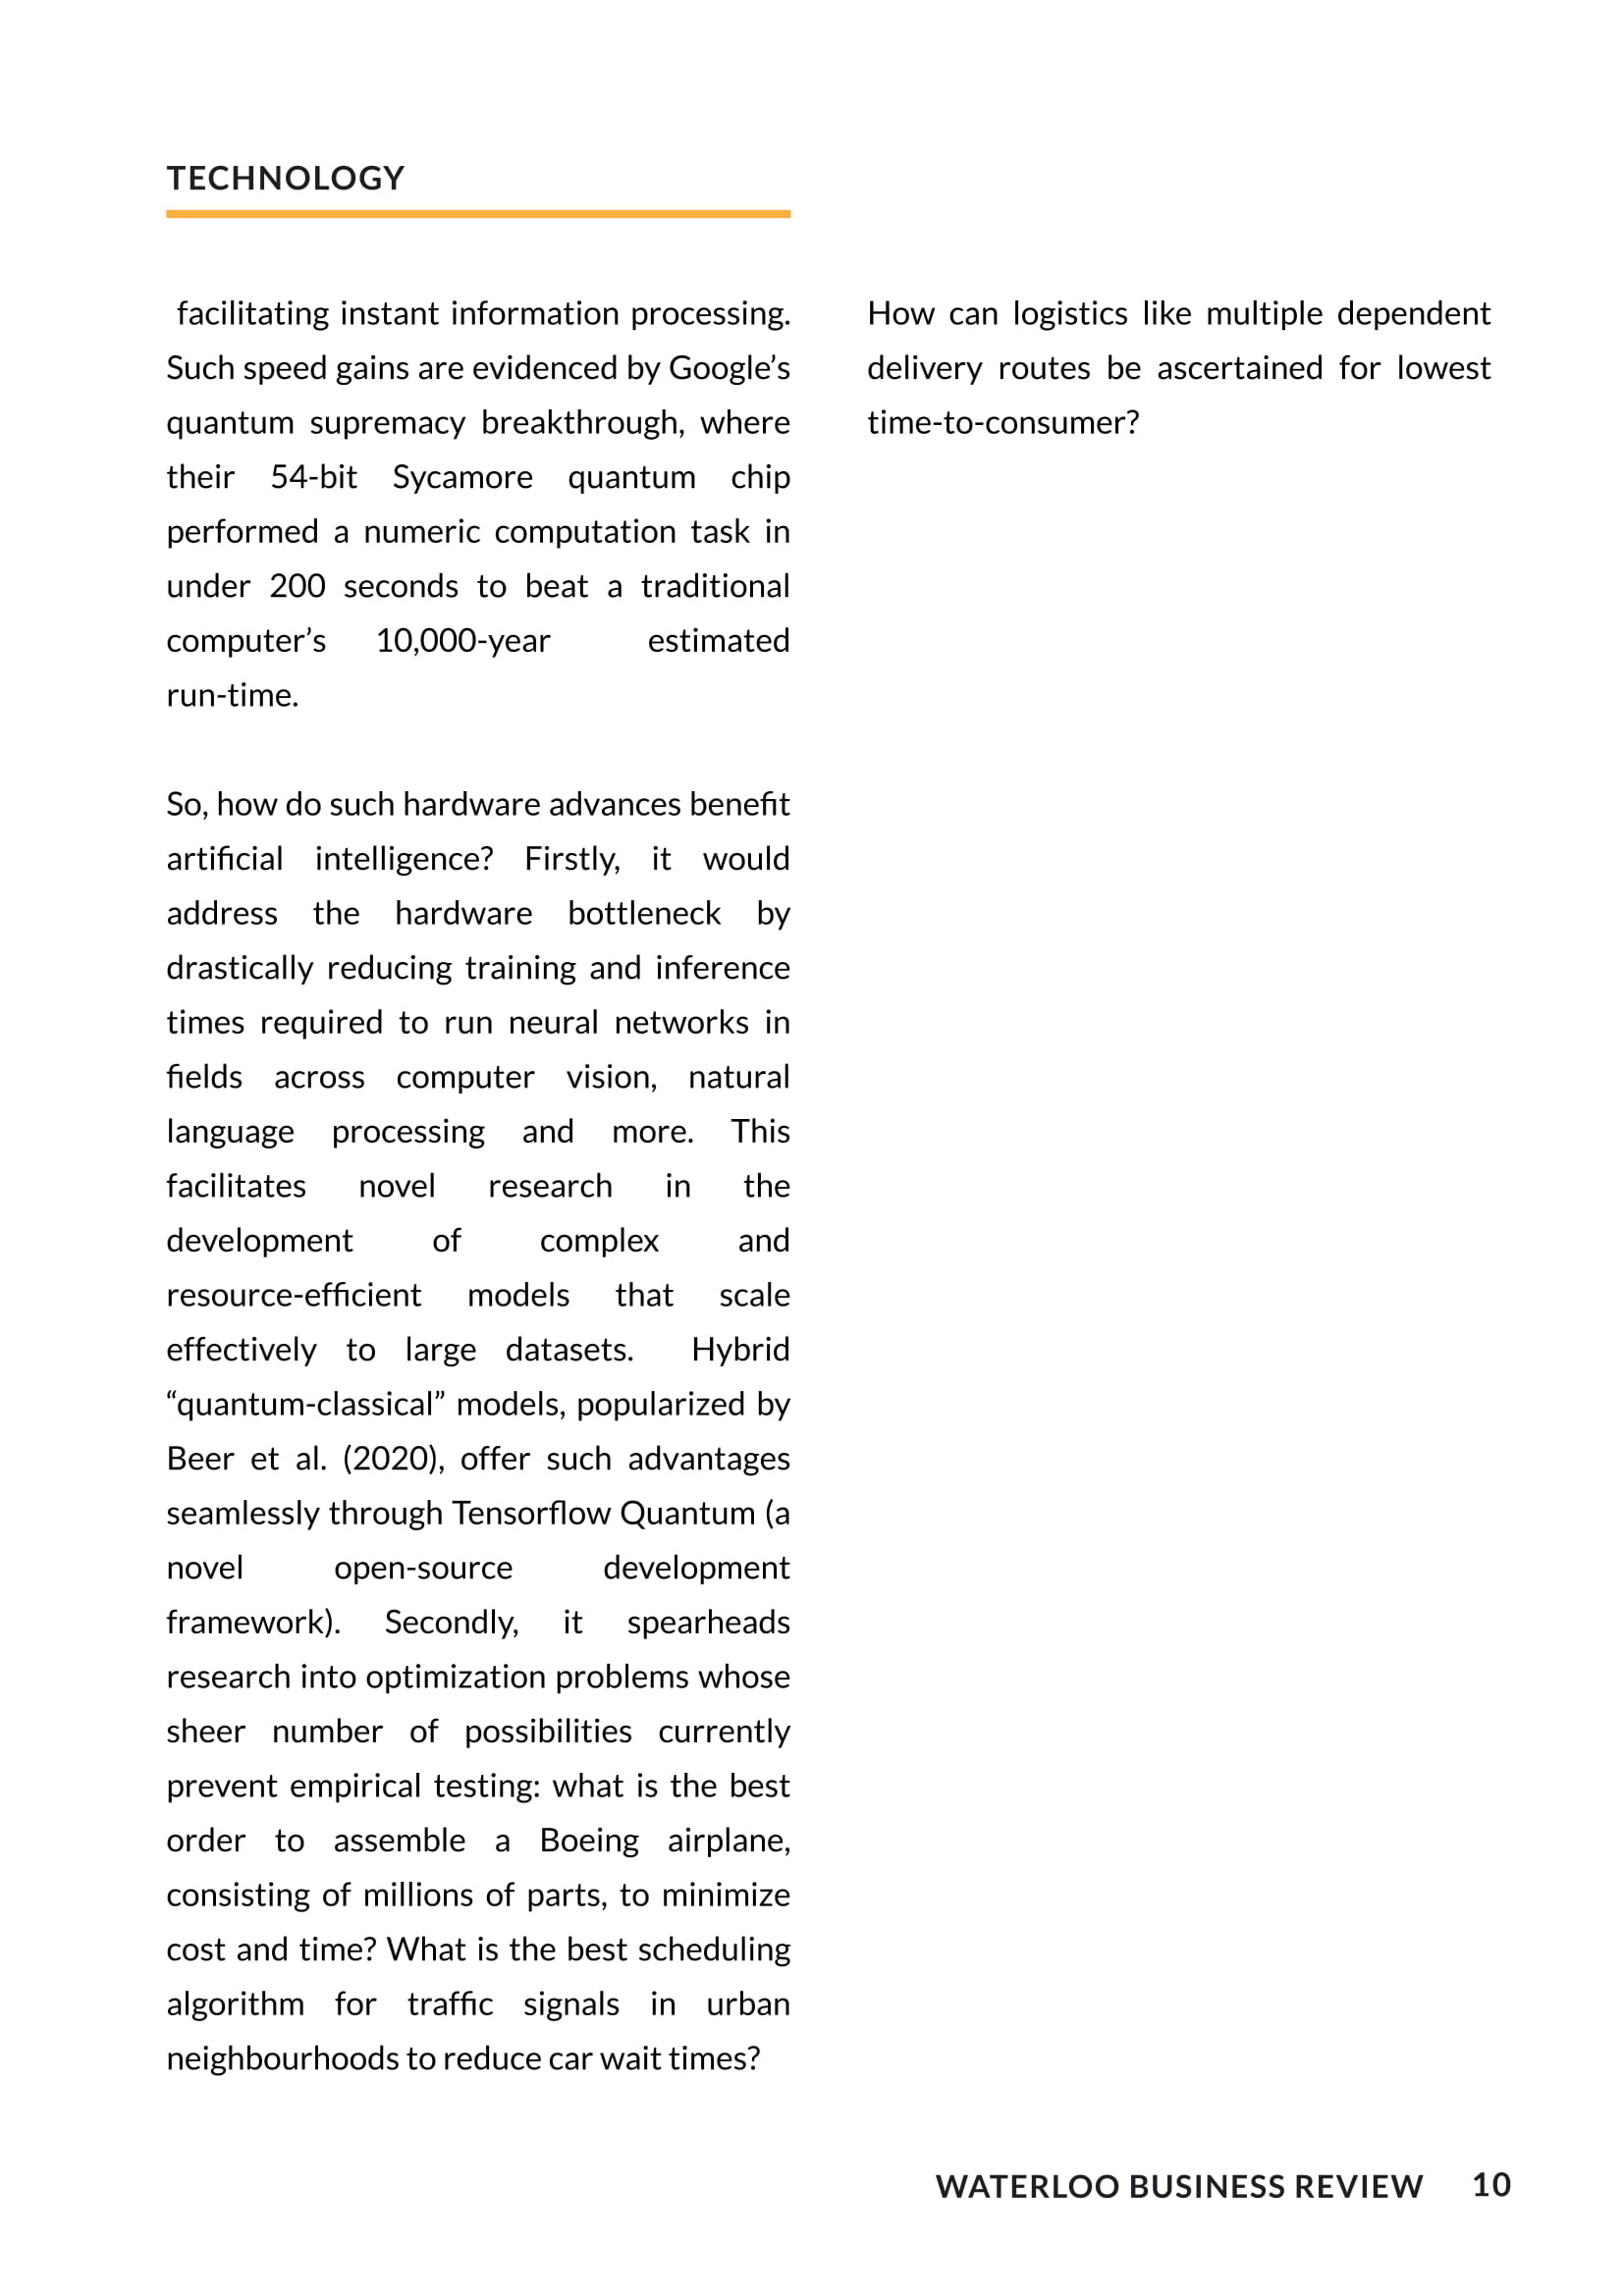 TECHNOLOGY
facilitating instant information processing.
Such speed gains are evidenced by Google’s
quantum supremacy breakthrough, where
their 54-bit Sycamore quantum chip
performed a numeric computation task in
under 200 seconds to beat a traditional
computer’s 10,000-year estimated
run-time.
So, how do such hardware advances benefit
artificial intelligence? Firstly, it would
address the hardware bottleneck by
drastically reducing training and inference
times required to run neural networks in
fields across computer vision, natural
language processing and more. This
facilitates novel research in the
development of complex and
resource-efficient models that scale
effectively to large datasets. Hybrid
“quantum-classical” models, popularized by
Beer et al. (2020), offer such advantages
seamlessly through Tensorflow Quantum (a
novel open-source development
framework). Secondly, it spearheads
research into optimization problems whose
sheer number of possibilities currently
prevent empirical testing: what is the best
order to assemble a Boeing airplane,
consisting of millions of parts, to minimize
cost and time? What is the best scheduling
algorithm for traffic signals in urban
neighbourhoods to reduce car wait times?
How can logistics like multiple dependent
delivery routes be ascertained for lowest
time-to-consumer?
WATERLOO BUSINESS REVIEW 10